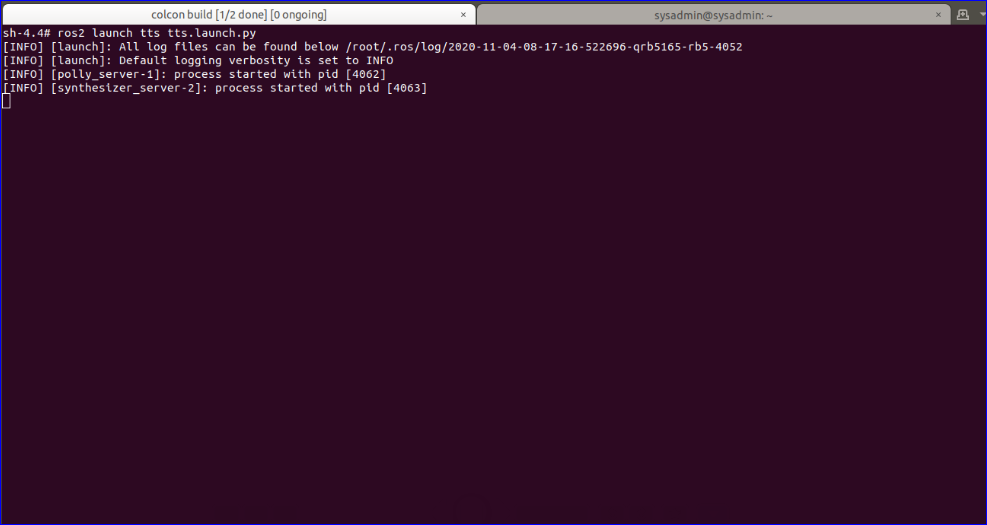 colcon build [1/2 done] [0 ongoing] ×
sysadmin@sysadmin: ~ ×
sh-4.4# ros2 launch tts tts.launch.py
[INFO] [launch]: All log files can be found below /root/.ros/log/2020-11-04-08-17-16-522696-qrb5165-rb5-4052
[INFO] [launch]: Default logging verbosity is set to INFO
[INFO] [polly_server-1]: process started with pid [4062]
[INFO] [synthesizer_server-2]: process started with pid [4063]